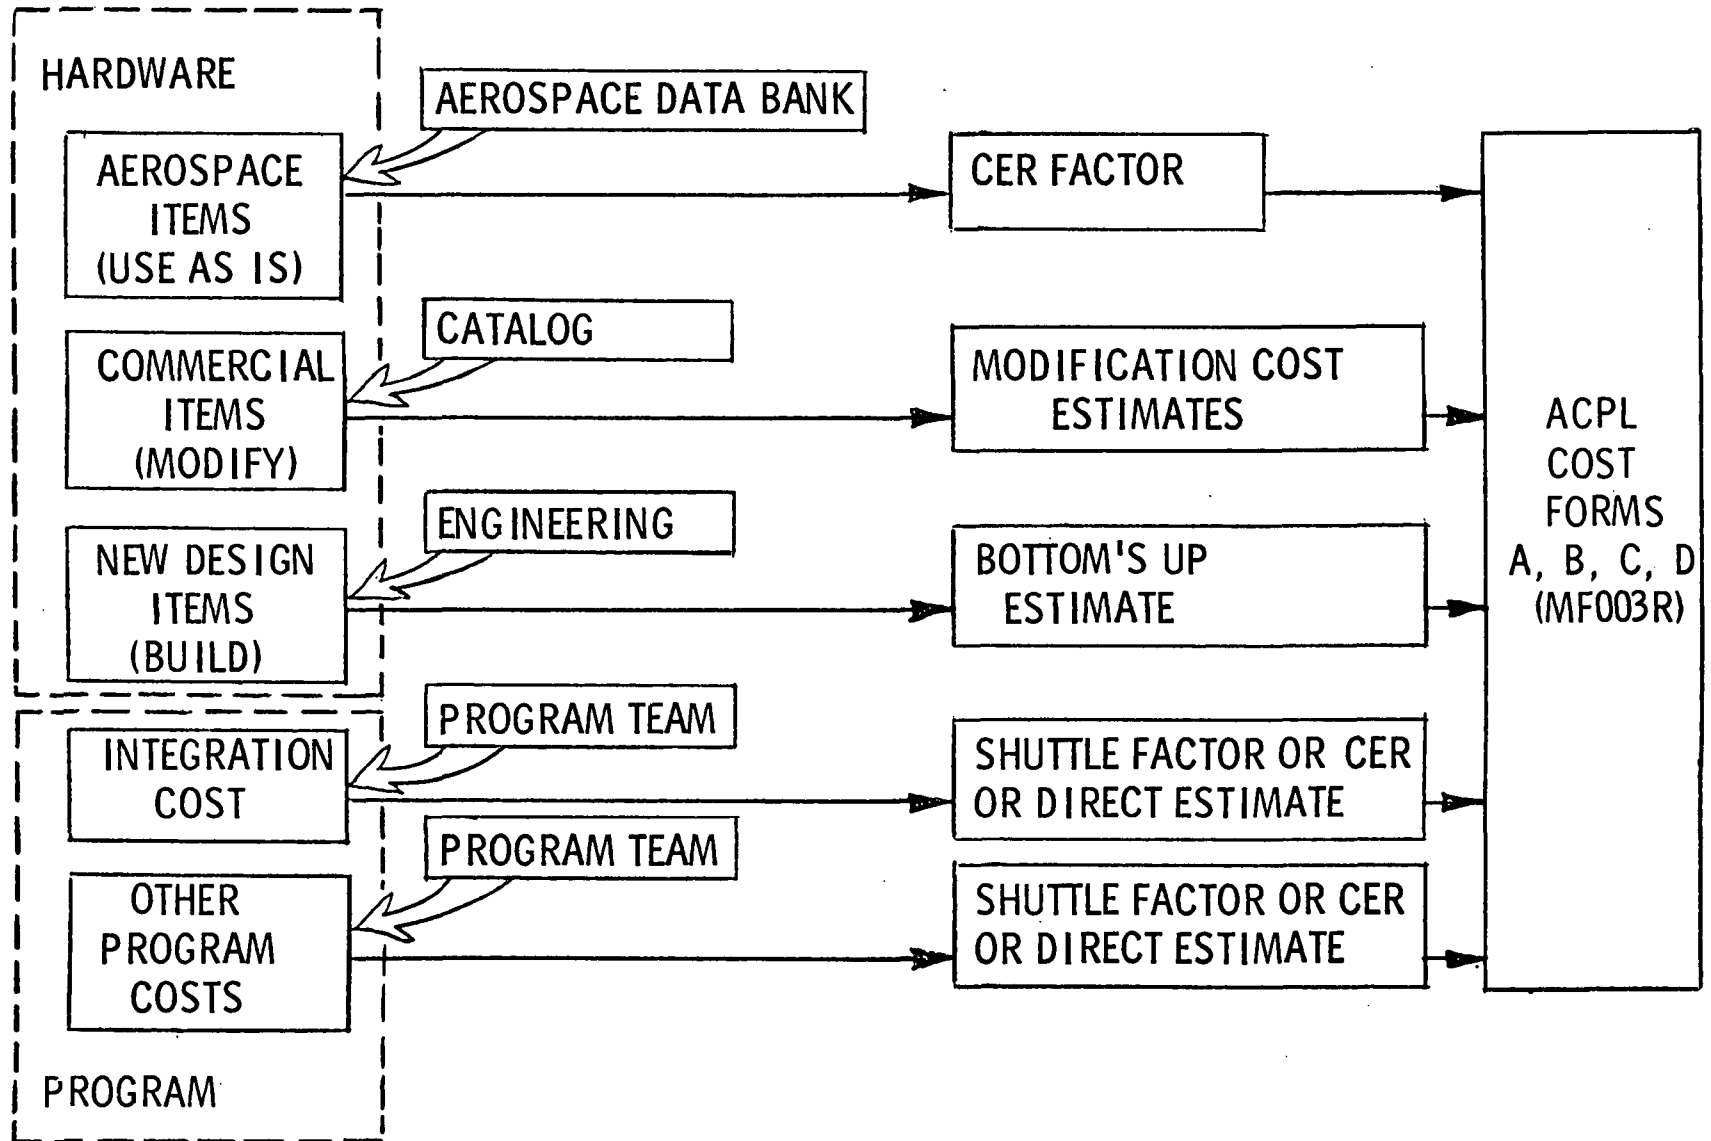 HARDWARE
AEROSPACE DATA BANK
AEROSPACE
ITEMS
(USE AS IS)
CER FACTOR
CATALOG
COMMERCIAL
ITEMS
(MODIFY)
MODIFICATION COST
ESTIMATES
ENGINEERING
NEW DESIGN
ITEMS
(BUILD)
BOTTOM'S UP
ESTIMATE
PROGRAM TEAM
INTEGRATION
COST
SHUTTLE FACTOR OR CER
OR DIRECT ESTIMATE
PROGRAM TEAM
OTHER
PROGRAM
COSTS
SHUTTLE FACTOR OR CER
OR DIRECT ESTIMATE
PROGRAM
ACPL
COST
FORMS
A, B, C, D
(MF003R)